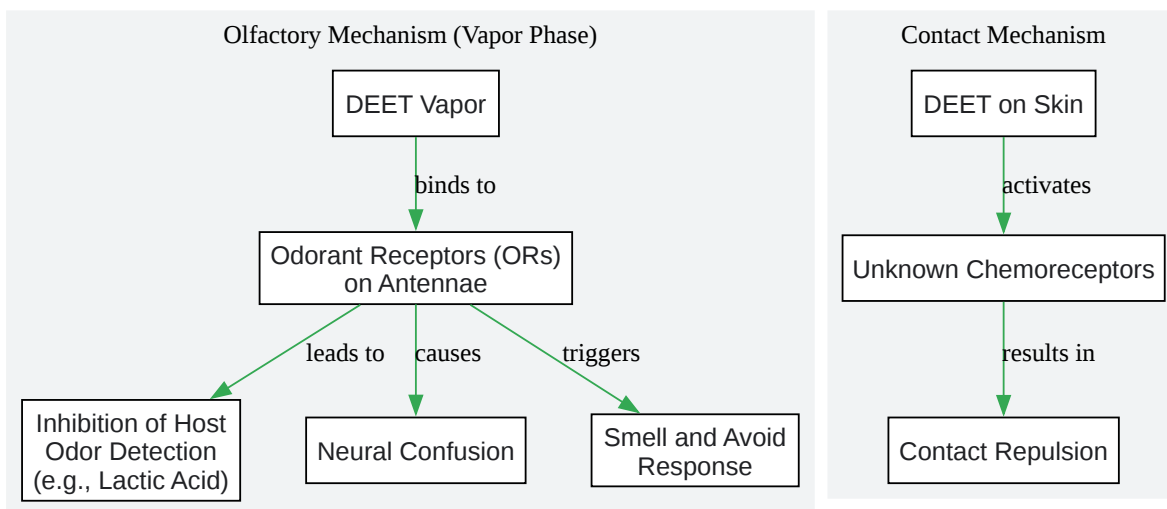 Olfactory Mechanism (Vapor Phase)
DEET Vapor
binds to
Odorant Receptors (ORs)
on Antennae
leads to
causes
triggers
Inhibition of Host
Odor Detection
(e.g., Lactic Acid)
Neural Confusion
Smell and Avoid
Response
Contact Mechanism
DEET on Skin
activates
Unknown Chemoreceptors
results in
Contact Repulsion